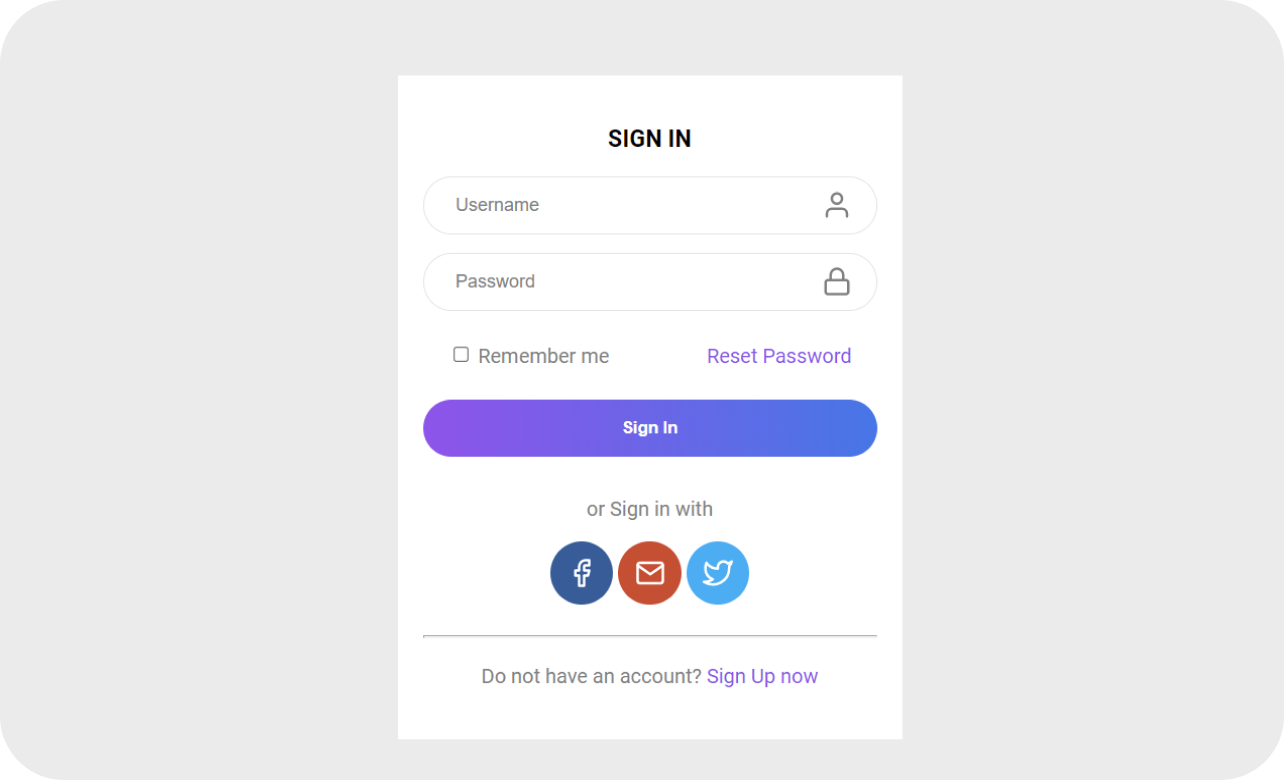 SIGN IN
Username
Password
Remember me
Reset Password
Sign In
or Sign in with
Do not have an account? Sign Up now